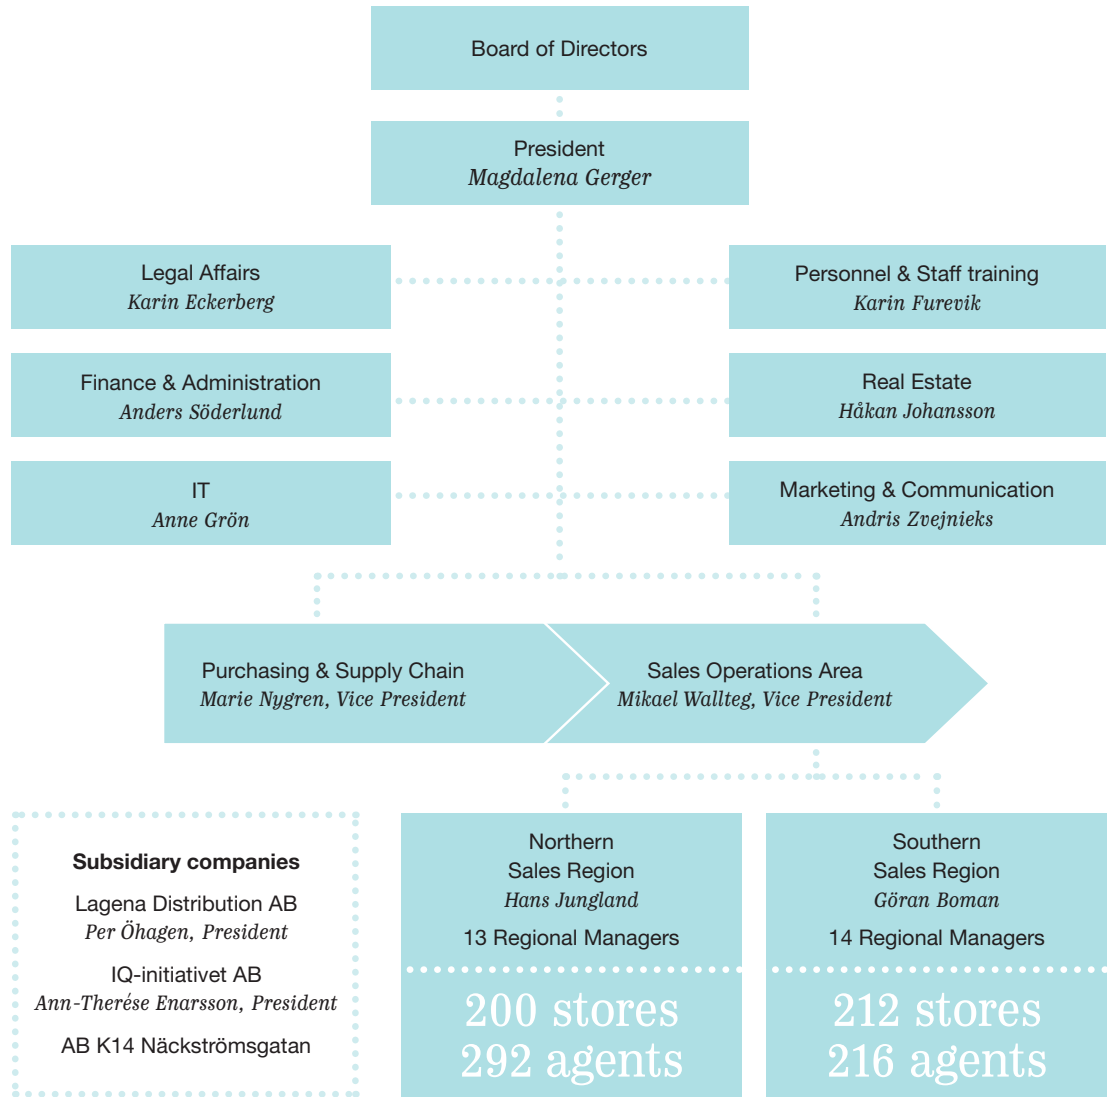 Board of Directors
President
Magdalena Gerger
Legal Affairs
Karin Eckerberg
Personnel & Staff training
Karin Furevik
Finance & Administration
Anders Söderlund
Real Estate
Håkan Johansson
IT
Anne Grön
Marketing & Communication
Andris Zvejnieks
Purchasing & Supply Chain
Marie Nygren, Vice President
Sales Operations Area
Mikael Wallteg, Vice President
Subsidiary companies
Lagena Distribution AB
Per Öhagen, President
IQ-initiativet AB
Ann-Therése Enarsson, President
AB K14 Näckströmsgatan
Northern
Sales Region
Hans Jungland
13 Regional Managers
200 stores
292 agents
Southern
Sales Region
Göran Boman
14 Regional Managers
212 stores
216 agents